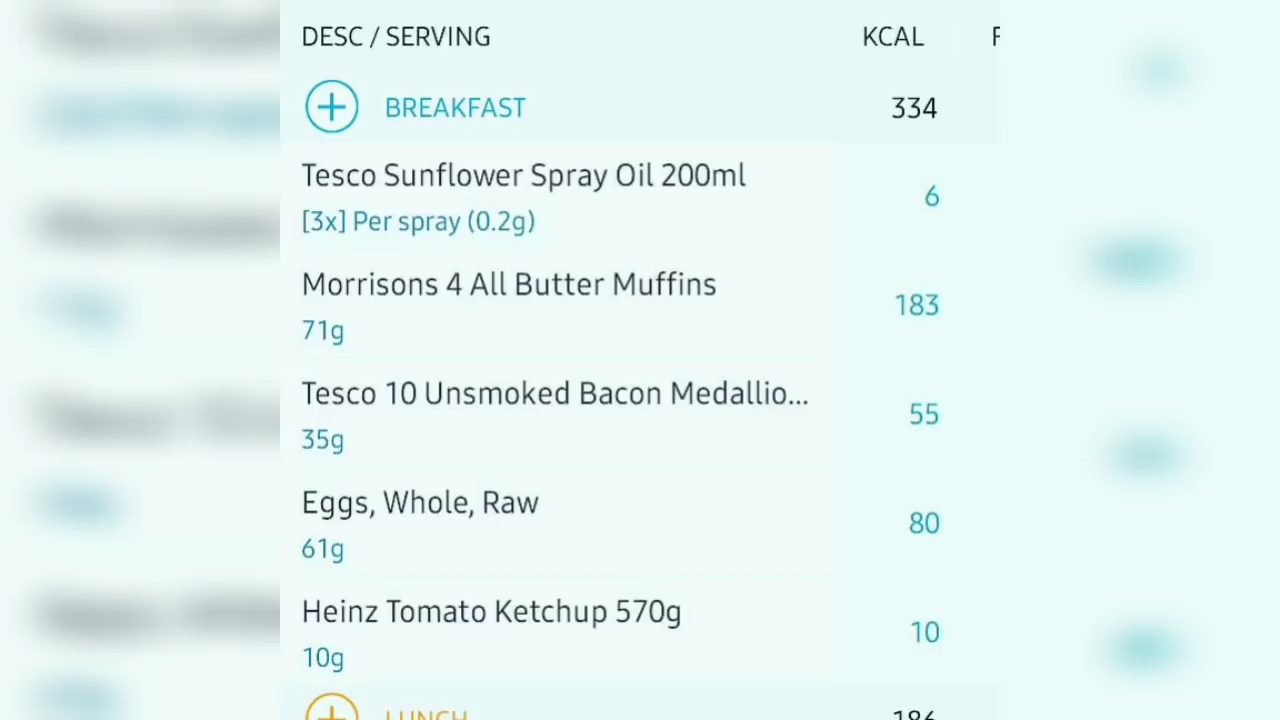 DESC / SERVING KCAL F
BREAKFAST 334
Tesco Sunflower Spray Oil 200ml
[3x] Per spray (0.2g) 6
Morrisons 4 All Butter Muffins
71g 183
Tesco 10 Unsmoked Bacon Medallio...
35g 55
Eggs, Whole, Raw
61g 80
Heinz Tomato Ketchup 570g
10g 10
LUNCH 186